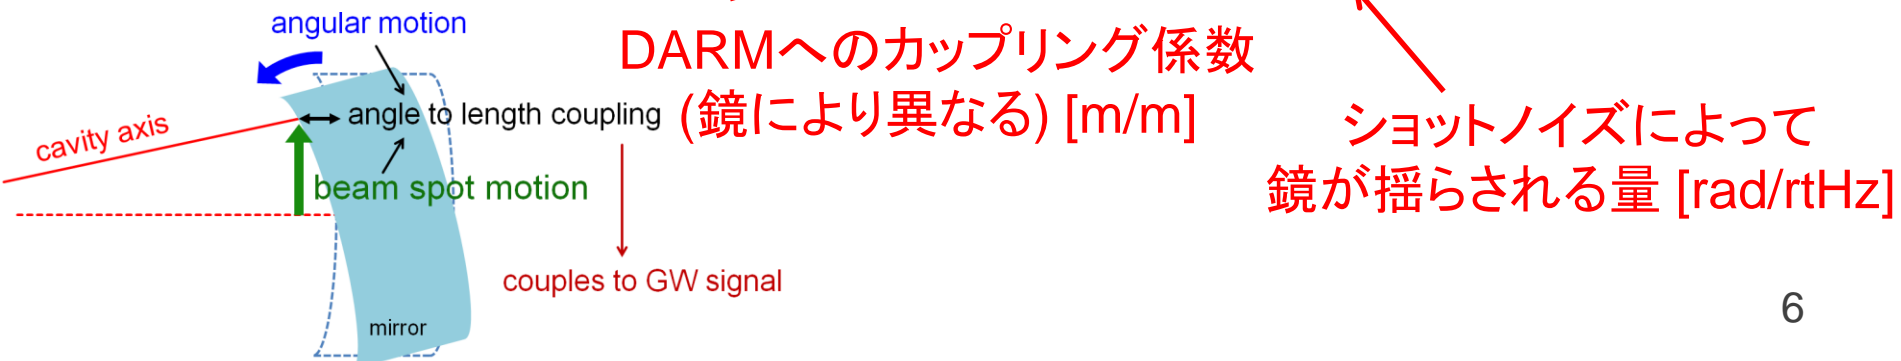 angular motion
DARMへのカップリング係数
(鏡により異なる) [m/m]
angle to length coupling
cavity axis
beam spot motion
couples to GW signal
mirror
ショットノイズによって
鏡が揺らされる量 [rad/rtHz]
6